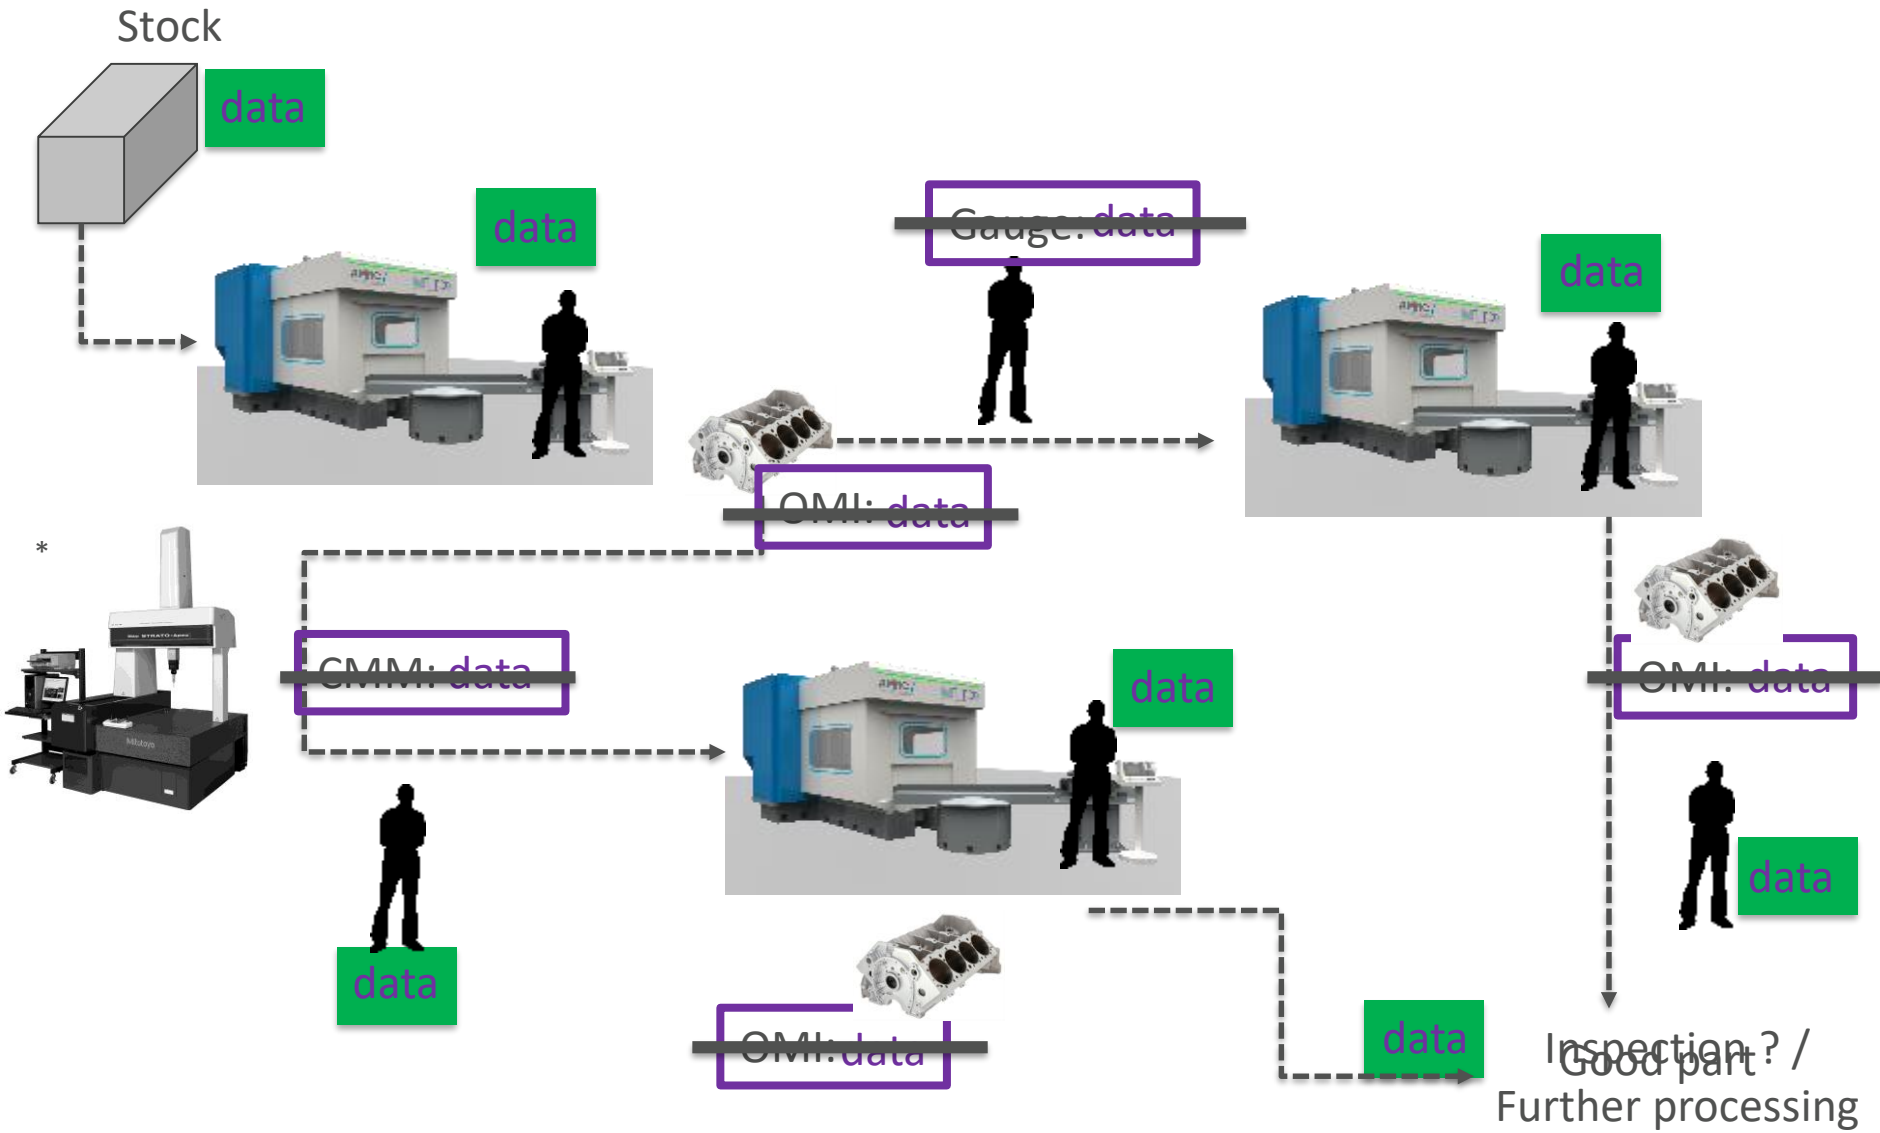 Stock
data
data
Gauge: data
data
OMI: data
*
CMM: data
data
OMI: data
data
data
OMI: data
data
Inspection ? /
Good part
Further processing
Mitutoyo